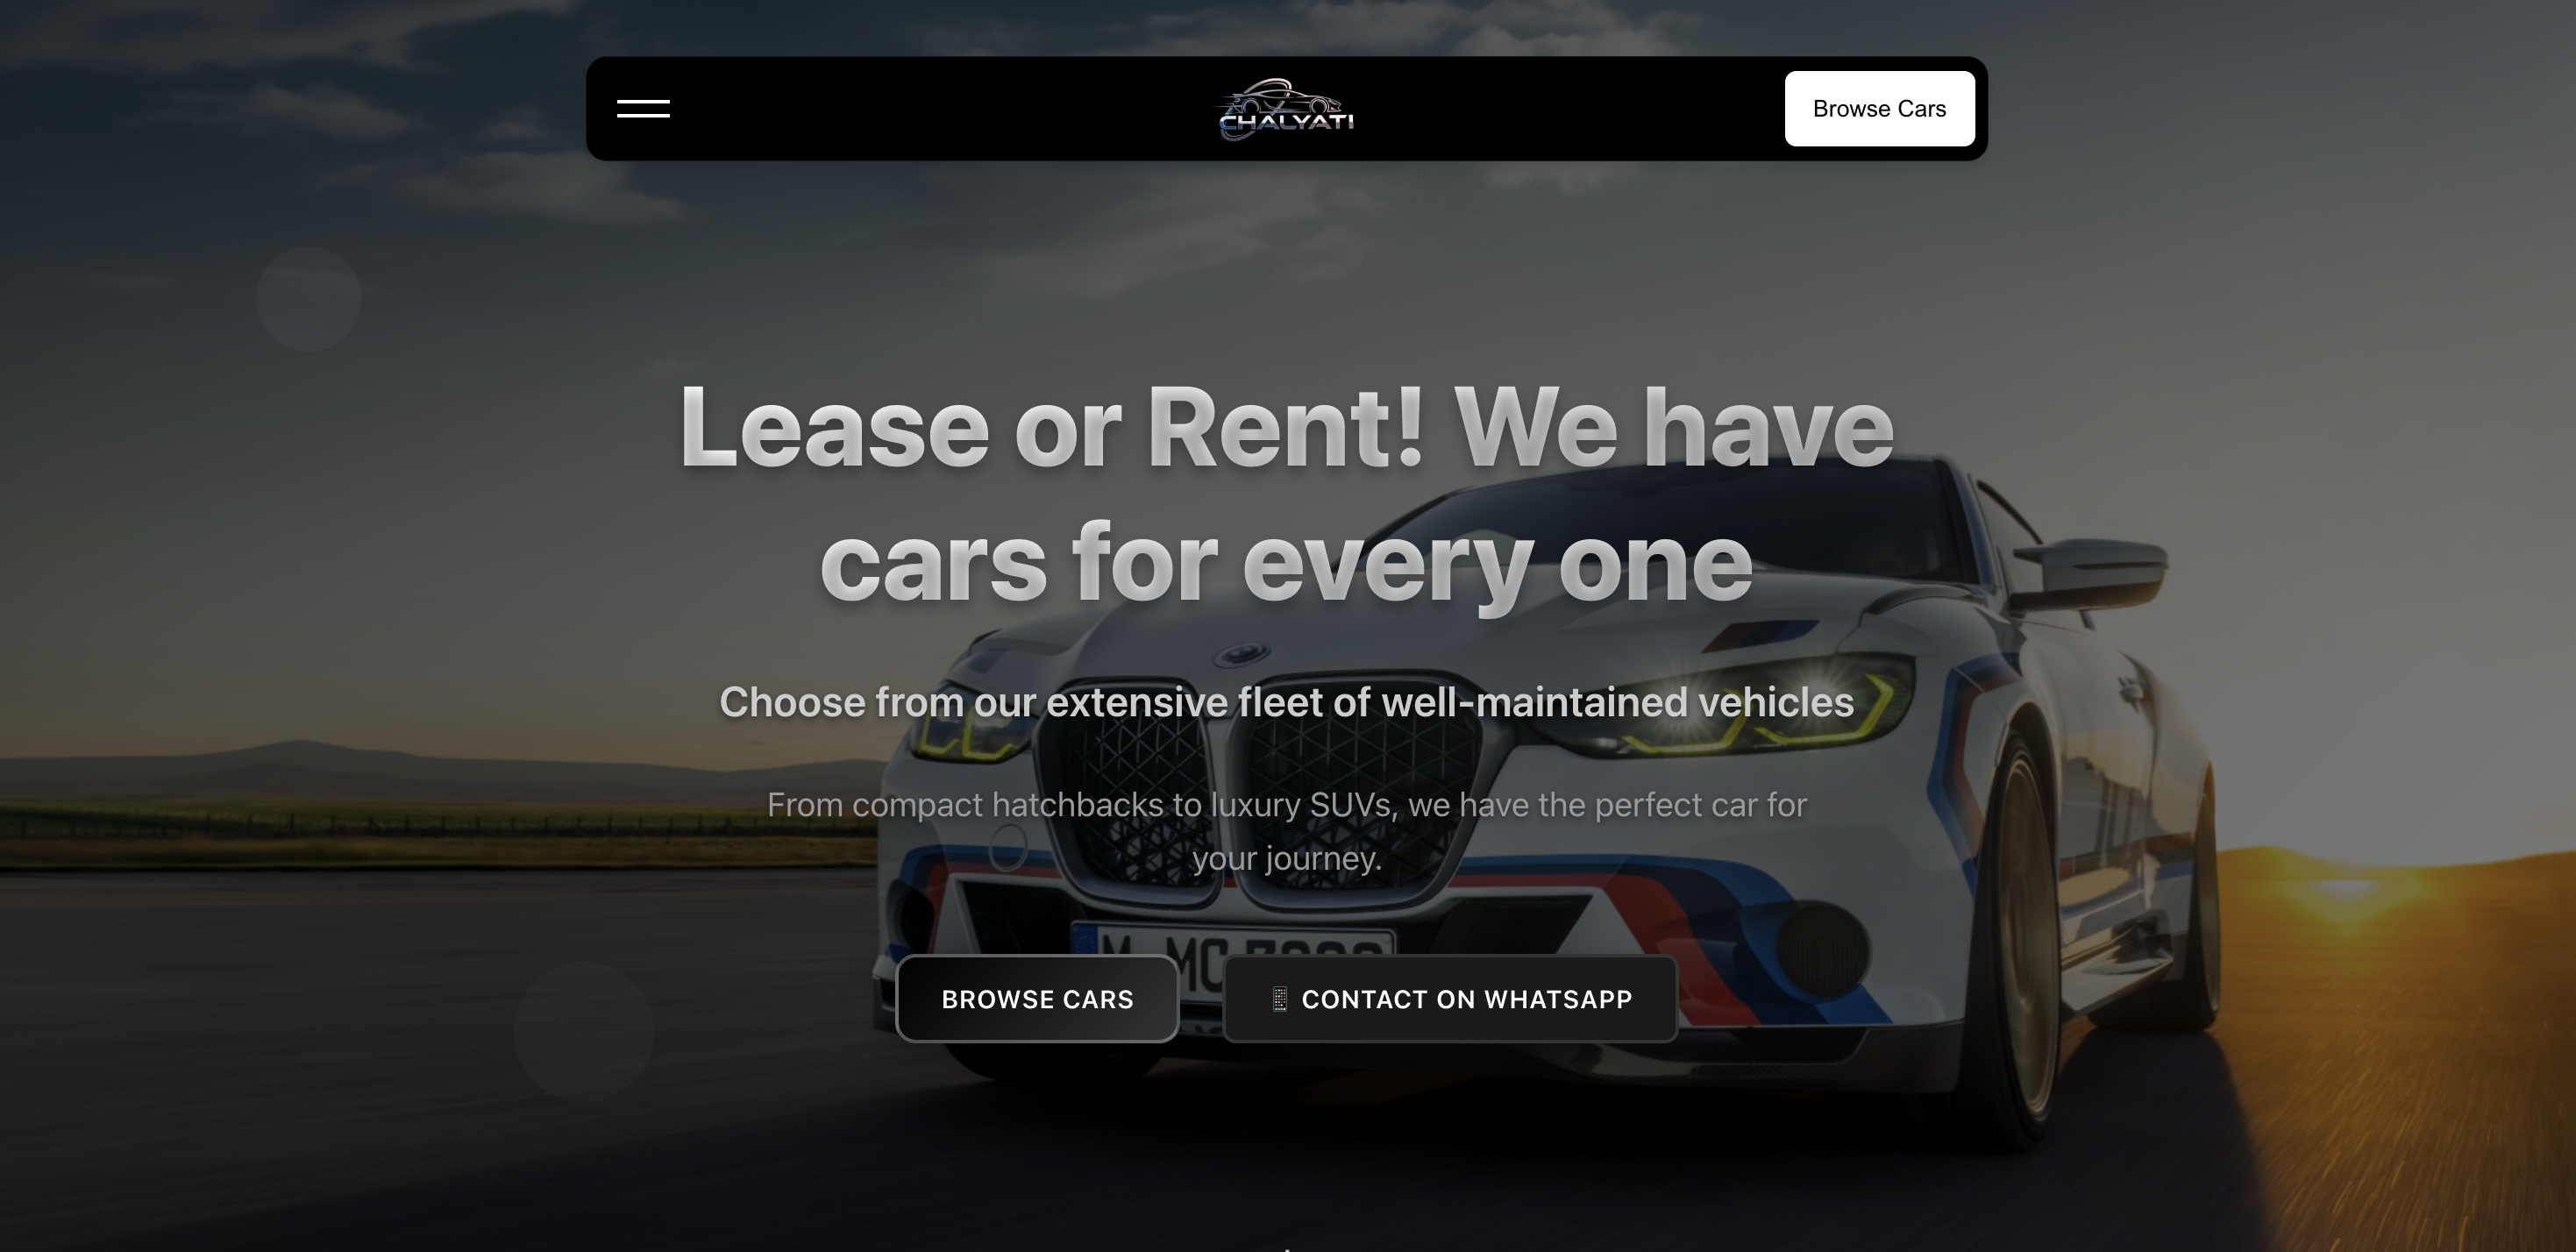 CHALYATI
Browse Cars
Lease or Rent! We have
cars for every one
Choose from our extensive fleet of well-maintained vehicles
From compact hatchbacks to luxury SUVs, we have the perfect car for
your journey.
BROWSE CARS
CONTACT ON WHATSAPP